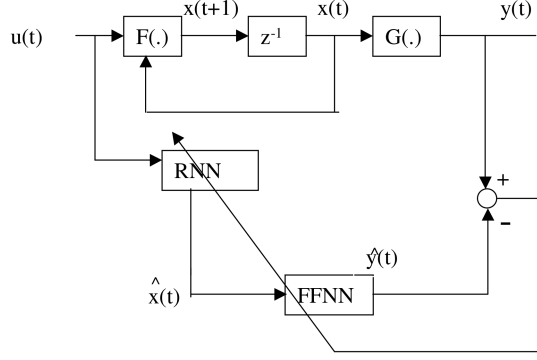 u(t)
F(.)
x(t+1)
z⁻¹
x(t)
G(.)
y(t)
RNN
+
-
x̂(t)
FFNN
ŷ(t)